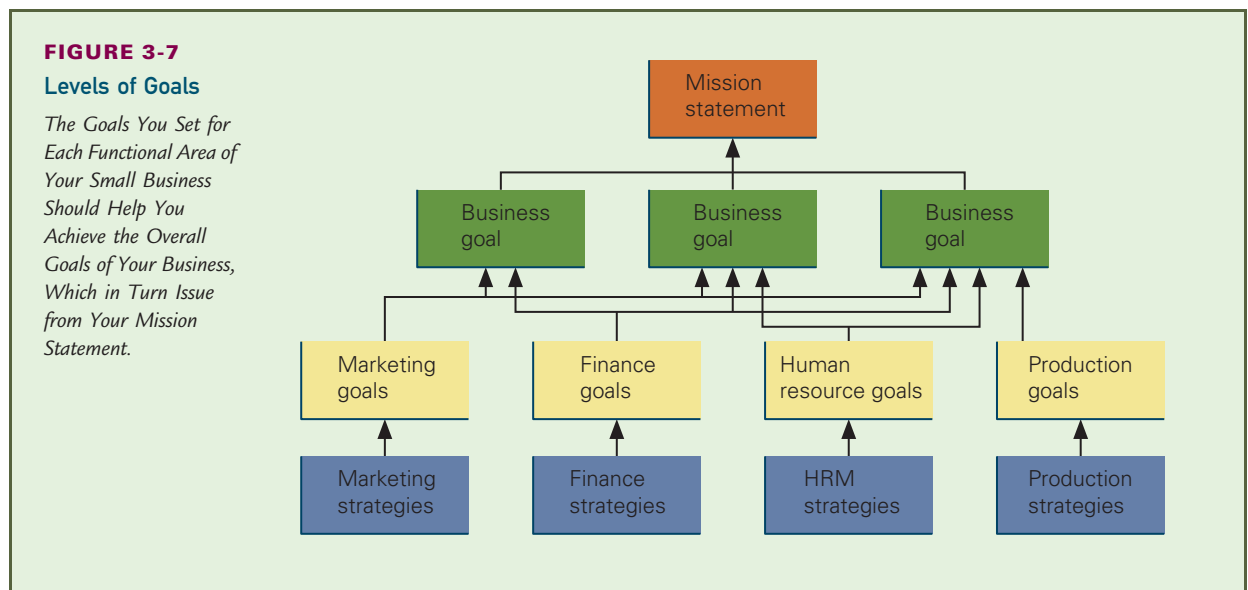 FIGURE 3-7
Levels of Goals
The Goals You Set for
Each Functional Area of
Your Small Business
Should Help You
Achieve the Overall
Goals of Your Business,
Which in Turn Issue
from Your Mission
Statement.
Mission
statement
Business
goal
Business
goal
Business
goal
Marketing
goals
Finance
goals
Human
resource goals
Production
goals
Marketing
strategies
Finance
strategies
HRM
strategies
Production
strategies